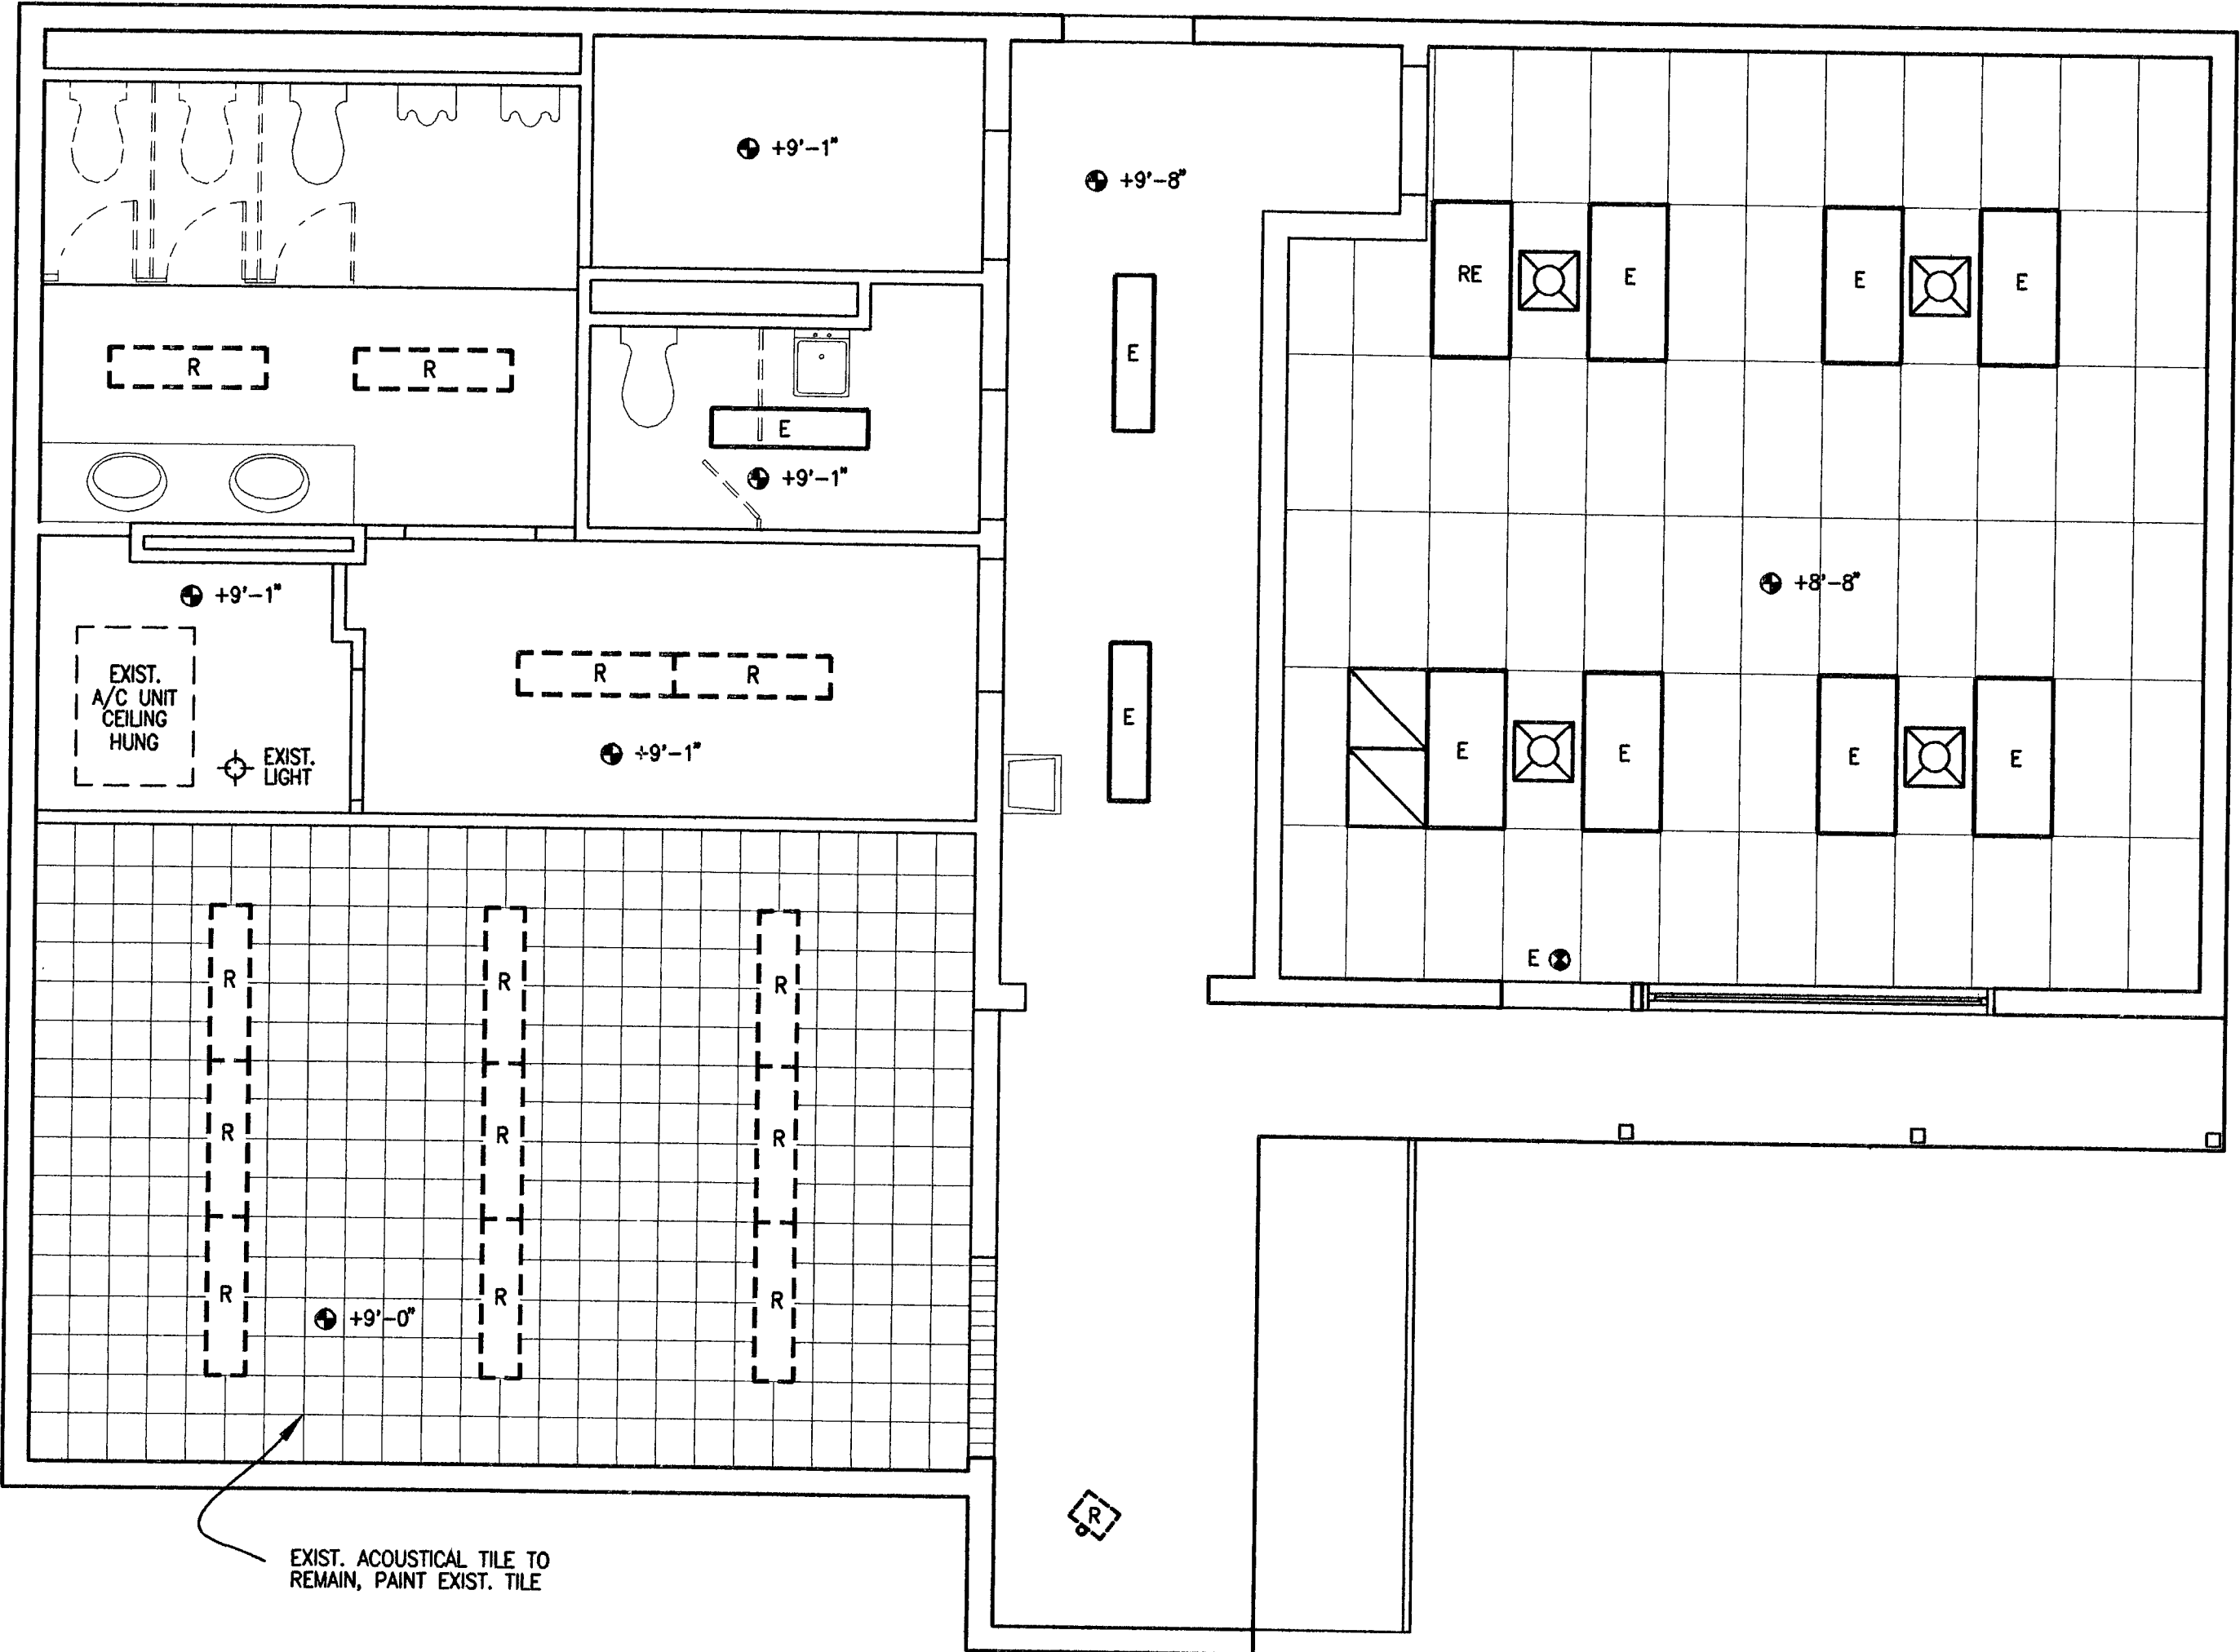 +9'-1"
+9'-8"
RE
E
E
E
R
R
E
E
+9'-1"
+9'-1"
+8'-8"
EXIST.
A/C UNIT
CEILING
HUNG
EXIST.
LIGHT
R
R
+9'-1"
E
E
E
E
E
E
R
R
R
R
R
R
R
R
R
+9'-0"
R
EXIST. ACOUSTICAL TILE TO
REMAIN, PAINT EXIST. TILE